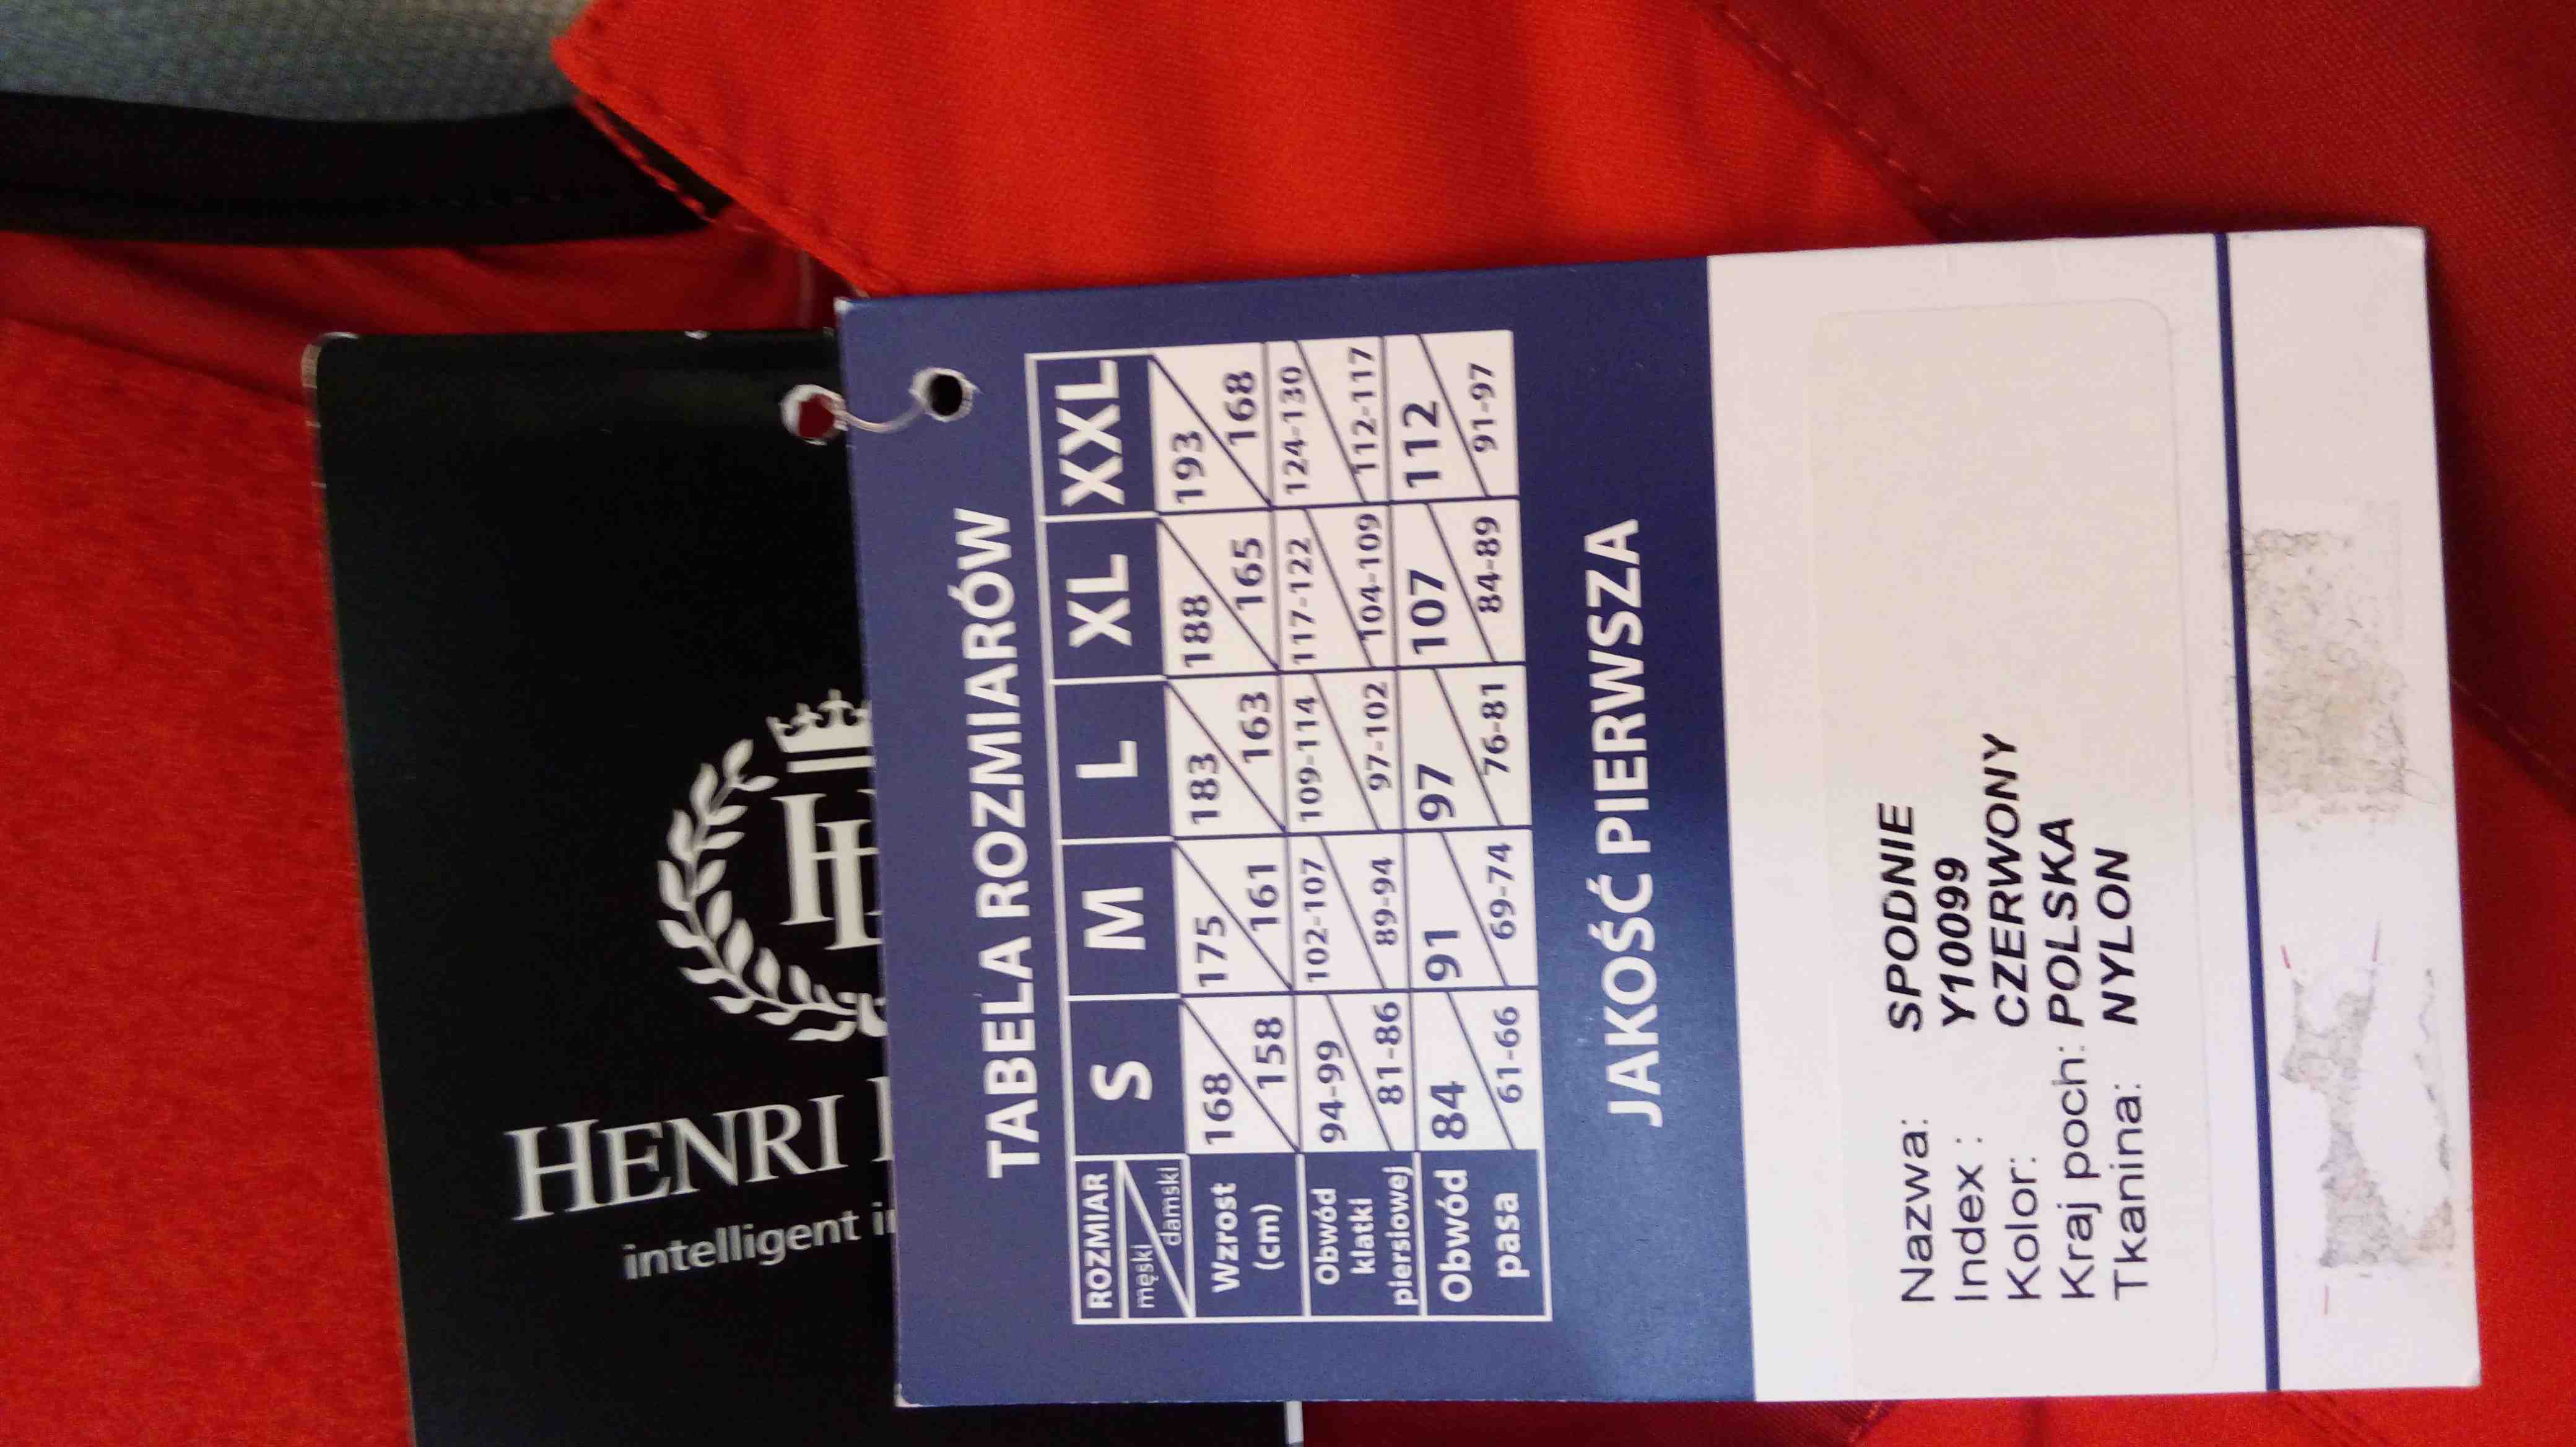 HENRI
intelligent
TABELA ROZMIARÓW
ROZMIAR męski damski S M L XL XXL
Wzrost (cm) 168 158 175 161 183 163 188 165 193 168
Obwód klatki piersiowej 94-99 81-86 102-107 89-94 109-114 97-102 117-122 104-109 124-130 112-117
Obwód pasa 84 61-66 91 69-74 97 76-81 107 84-89 112 91-97
JAKOŚĆ PIERWSZA
Nazwa: SPODNIE
Index : Y10099
Kolor: CZERWONY
Kraj poch: POLSKA
Tkanina: NYLON